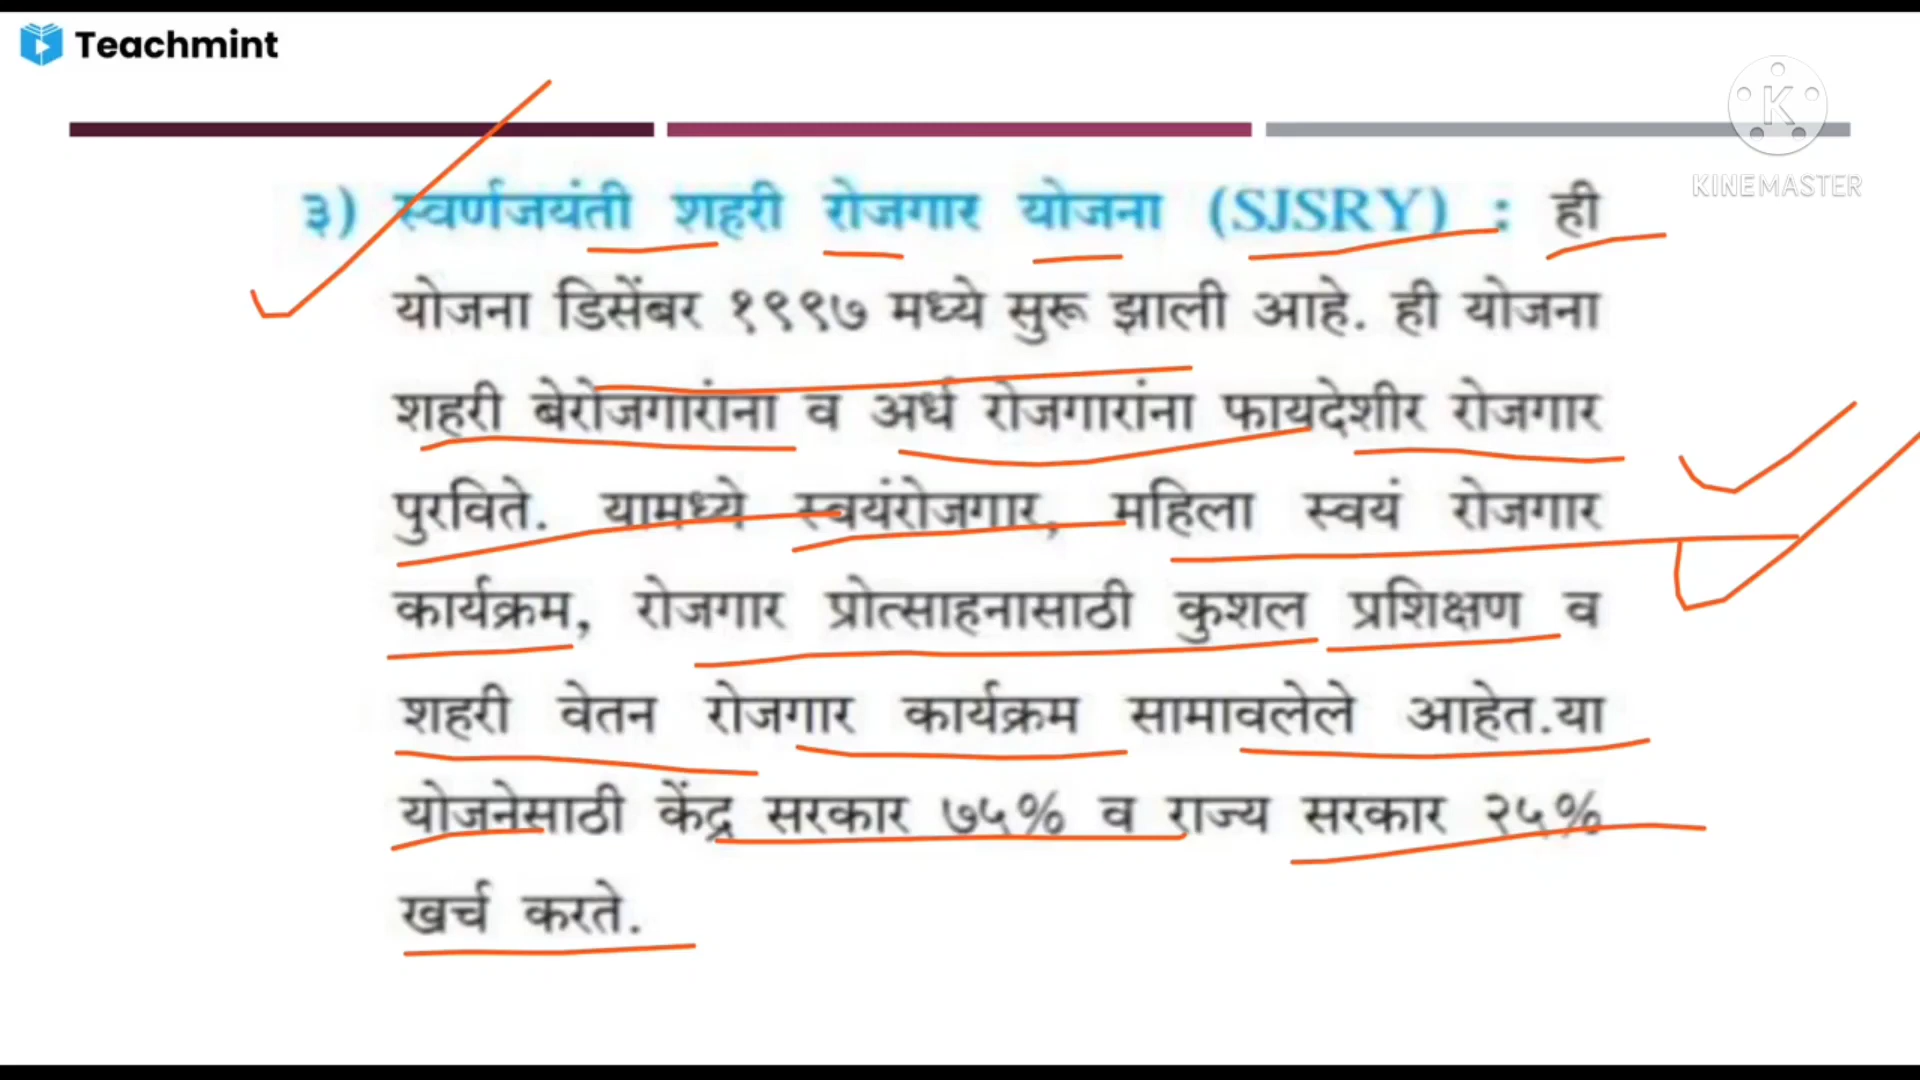 Teachmint
KINEMASTER
३) स्वर्णजयंती शहरी रोजगार योजना (SJSRY) : ही
योजना डिसेंबर १९९७ मध्ये सुरू झाली आहे. ही योजना
शहरी बेरोजगारांना व अर्ध रोजगारांना फायदेशीर रोजगार
पुरविते. यामध्ये स्वयंरोजगार, महिला स्वयं रोजगार
कार्यक्रम, रोजगार प्रोत्साहनासाठी कुशल प्रशिक्षण व
शहरी वेतन रोजगार कार्यक्रम सामावलेले आहेत.या
योजनेसाठी केंद्र सरकार ७५% व राज्य सरकार २५%
खर्च करते.